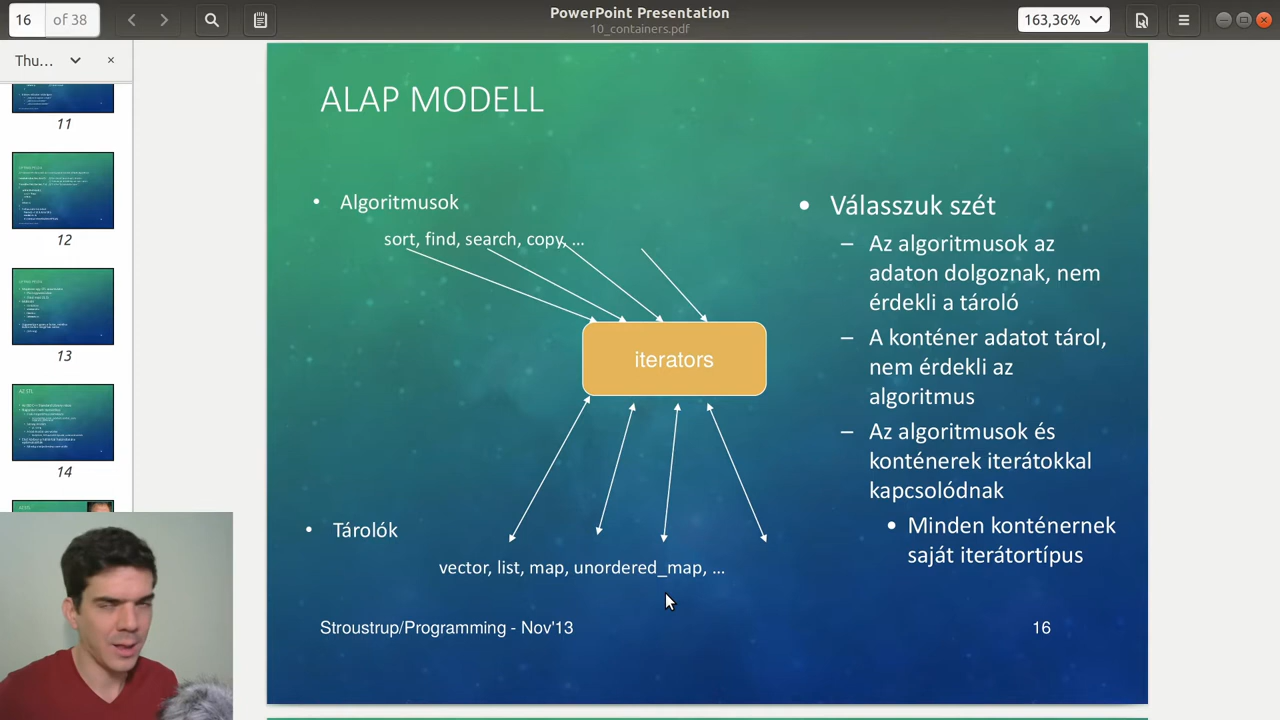 16 of 38
PowerPoint Presentation
10_containers.pdf
163,36%
Thu...
11
12
13
14
ALAP MODELL
• Algoritmusok
sort, find, search, copy, ...
iterators
• Tárolók
vector, list, map, unordered_map, ...
• Válasszuk szét
– Az algoritmusok az
adaton dolgoznak, nem
érdekli a tároló
– A konténer adatot tárol,
nem érdekli az
algoritmus
– Az algoritmusok és
konténerek iterátokkal
kapcsolódnak
• Minden konténernek
saját iterátortípus
Stroustrup/Programming - Nov'13
16